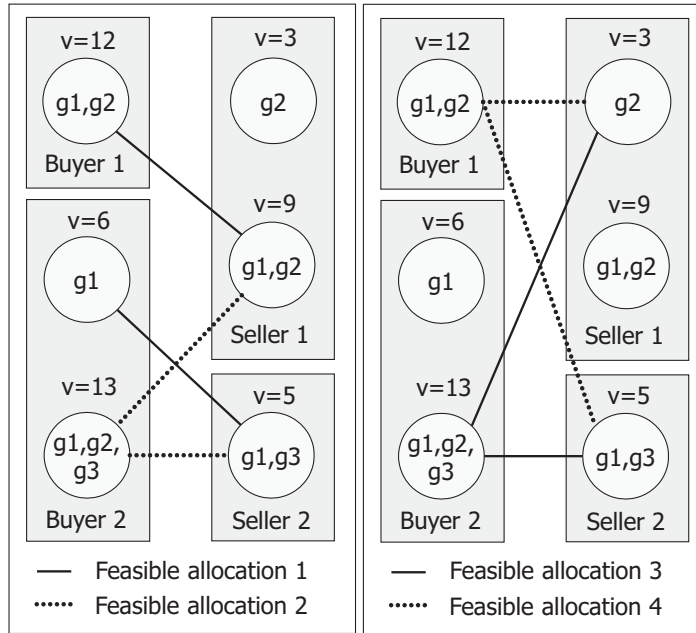 v=12
g1,g2
Buyer 1
v=6
g1
v=13
g1,g2,
g3
Buyer 2
v=3
g2
v=9
g1,g2
Seller 1
v=5
g1,g3
Seller 2
Feasible allocation 1
Feasible allocation 2
v=12
g1,g2
Buyer 1
v=6
g1
v=13
g1,g2,
g3
Buyer 2
v=3
g2
v=9
g1,g2
Seller 1
v=5
g1,g3
Seller 2
Feasible allocation 3
Feasible allocation 4